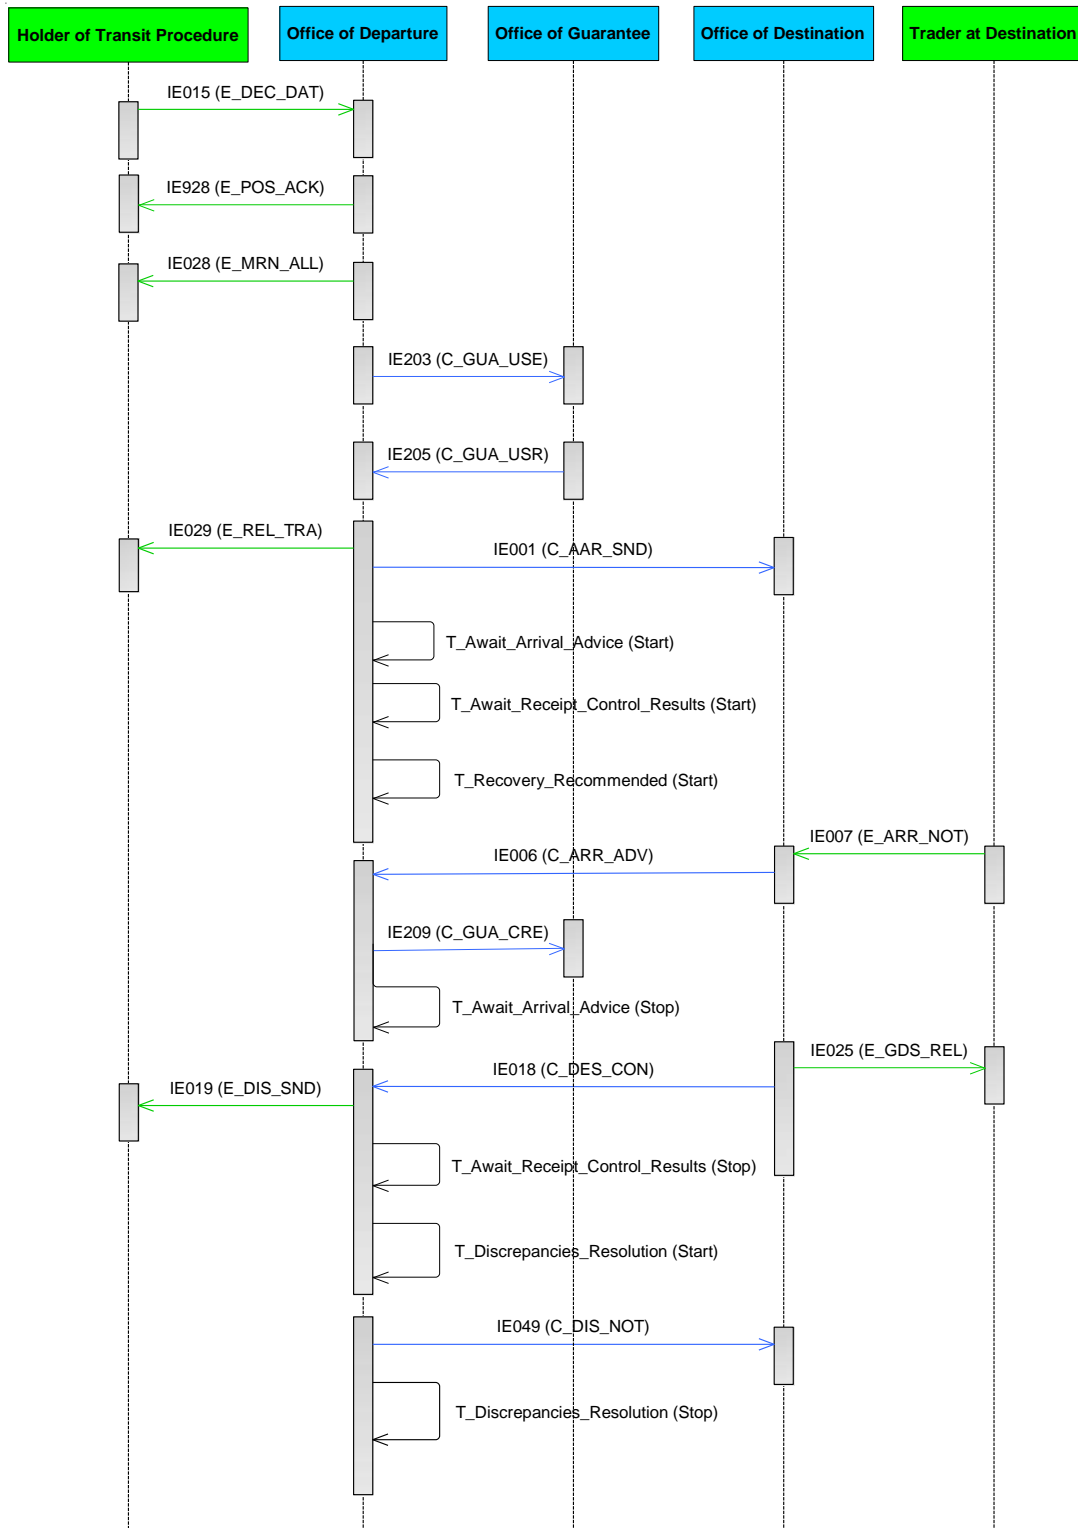 Holder of Transit Procedure
Office of Departure
Office of Guarantee
Office of Destination
Trader at Destination
IE015 (E_DEC_DAT)
IE928 (E_POS_ACK)
IE028 (E_MRN_ALL)
IE203 (C_GUA_USE)
IE205 (C_GUA_USR)
IE029 (E_REL_TRA)
IE001 (C_AAR_SND)
T_Await_Arrival_Advice (Start)
T_Await_Receipt_Control_Results (Start)
T_Recovery_Recommended (Start)
IE007 (E_ARR_NOT)
IE006 (C_ARR_ADV)
IE209 (C_GUA_CRE)
T_Await_Arrival_Advice (Stop)
IE025 (E_GDS_REL)
IE018 (C_DES_CON)
IE019 (E_DIS_SND)
T_Await_Receipt_Control_Results (Stop)
T_Discrepancies_Resolution (Start)
IE049 (C_DIS_NOT)
T_Discrepancies_Resolution (Stop)